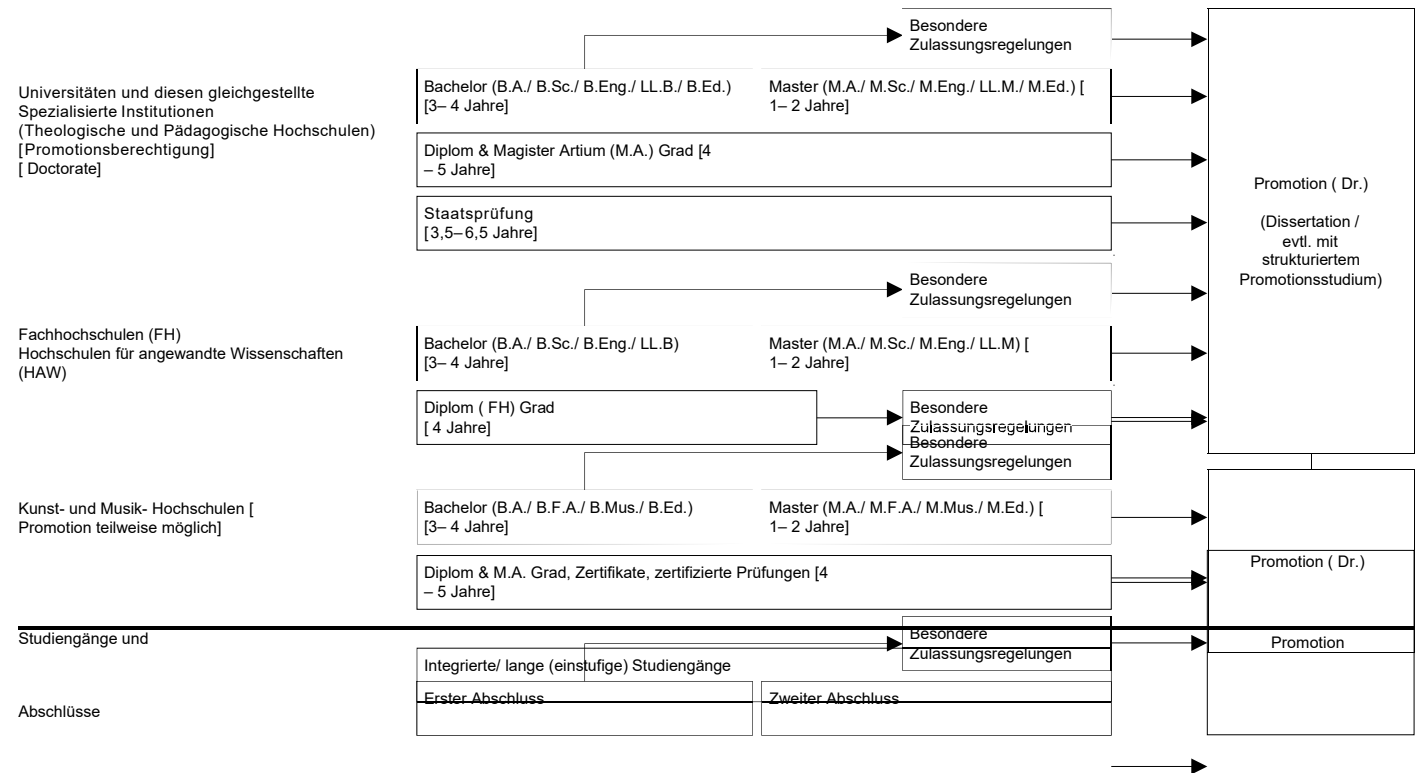 Besondere
Zulassungsregelungen
Universitäten und diesen gleichgestellte
Spezialisierte Institutionen
(Theologische und Pädagogische Hochschulen)
[Promotionsberechtigung]
[ Doctorate]
Bachelor (B.A./ B.Sc./ B.Eng./ LL.B./ B.Ed.)
[3– 4 Jahre]
Master (M.A./ M.Sc./ M.Eng./ LL.M./ M.Ed.) [
1– 2 Jahre]
Diplom & Magister Artium (M.A.) Grad [4
– 5 Jahre]
Staatsprüfung
[3,5–6,5 Jahre]
Promotion ( Dr.)
(Dissertation /
evtl. mit
strukturiertem
Promotionsstudium)
Besondere
Zulassungsregelungen
Fachhochschulen (FH)
Hochschulen für angewandte Wissenschaften
(HAW)
Bachelor (B.A./ B.Sc./ B.Eng./ LL.B)
[3– 4 Jahre]
Master (M.A./ M.Sc./ M.Eng./ LL.M) [
1– 2 Jahre]
Diplom ( FH) Grad
[ 4 Jahre]
Besondere
Zulassungsregelungen
Besondere
Zulassungsregelungen
Kunst- und Musik- Hochschulen [
Promotion teilweise möglich]
Bachelor (B.A./ B.F.A./ B.Mus./ B.Ed.)
[3– 4 Jahre]
Master (M.A./ M.F.A./ M.Mus./ M.Ed.) [
1– 2 Jahre]
Diplom & M.A. Grad, Zertifikate, zertifizierte Prüfungen [4
– 5 Jahre]
Promotion ( Dr.)
Studiengänge und
Abschlüsse
Besondere
Zulassungsregelungen
Integrierte/ lange (einstufige) Studiengänge
Erster Abschluss
Zweiter Abschluss
Promotion